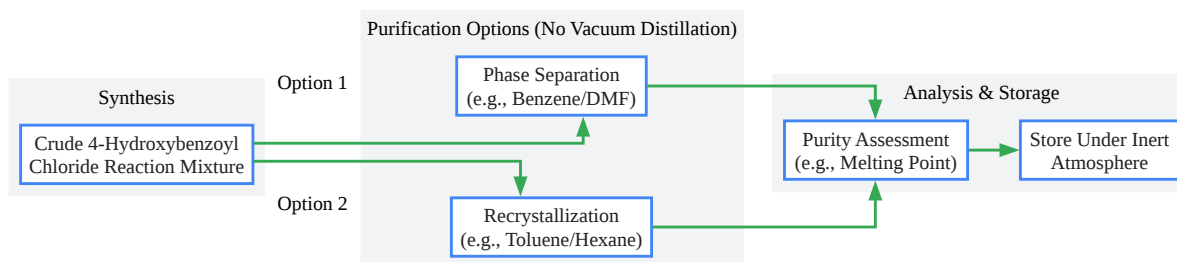 Purification Options (No Vacuum Distillation)
Option 1
Phase Separation
(e.g., Benzene/DMF)
Synthesis
Analysis & Storage
Crude 4-Hydroxybenzoyl
Chloride Reaction Mixture
Purity Assessment
(e.g., Melting Point)
Store Under Inert
Atmosphere
Option 2
Recrystallization
(e.g., Toluene/Hexane)